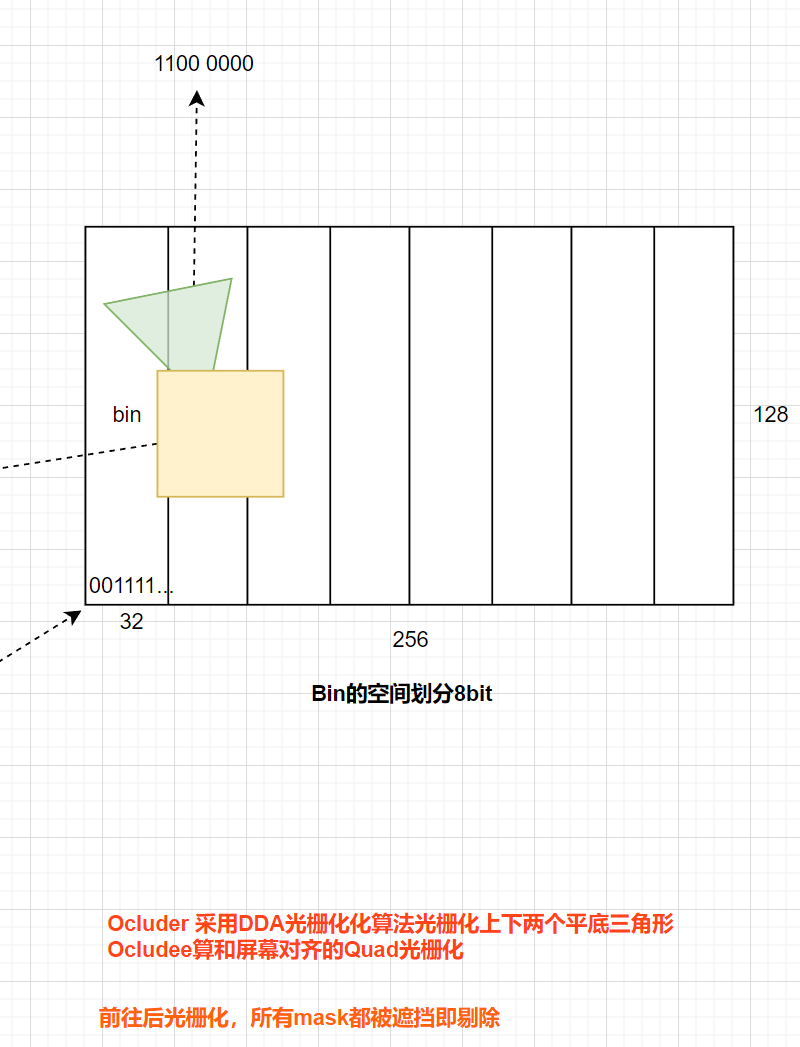 1100 0000
bin
128
001111...
32
256
Bin的空间划分8bit
Ocluder 采用DDA光栅化化算法光栅化上下两个平底三角形
Ocludee算和屏幕对齐的Quad光栅化
前往后光栅化，所有mask都被遮挡即剔除